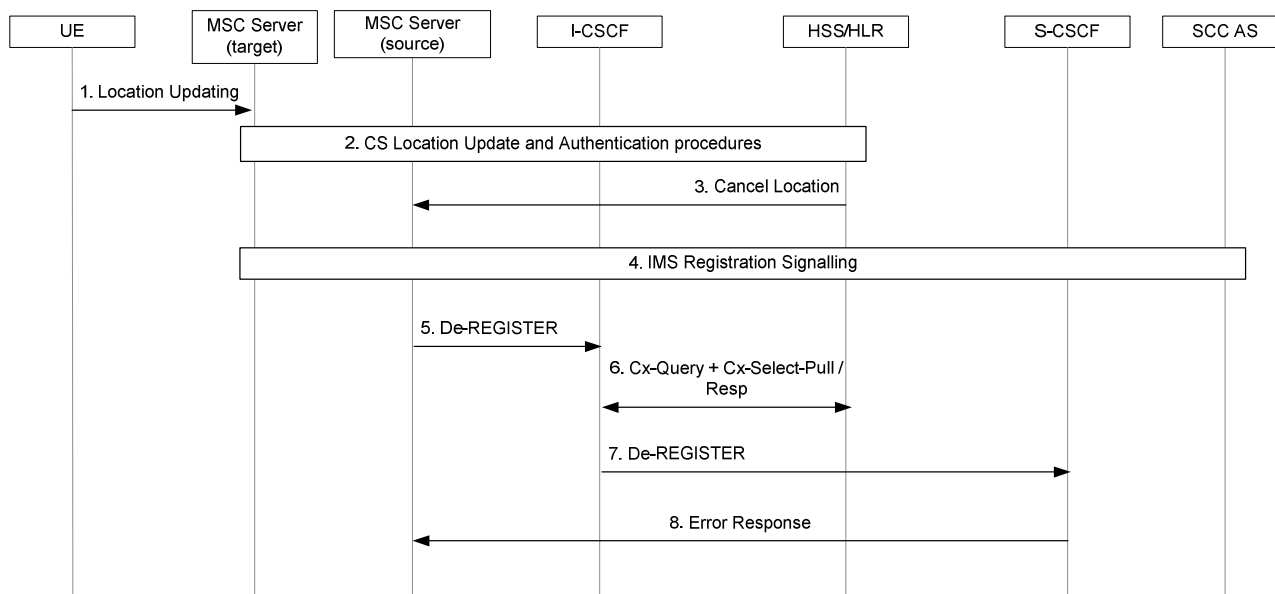 UE
MSC Server
(target)
MSC Server
(source)
I-CSCF
HSS/HLR
S-CSCF
SCC AS
1. Location Updating
2. CS Location Update and Authentication procedures
3. Cancel Location
4. IMS Registration Signalling
5. De-REGISTER
6. Cx-Query + Cx-Select-Pull /
Resp
7. De-REGISTER
8. Error Response